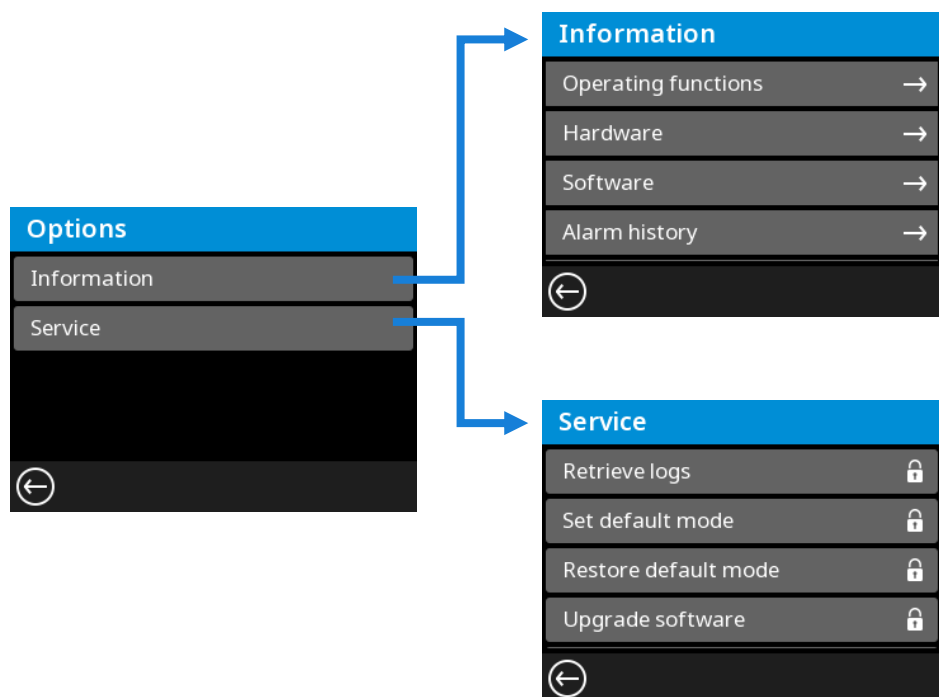 Options
Information
Service
Information
Operating functions
Hardware
Software
Alarm history
Service
Retrieve logs
Set default mode
Restore default mode
Upgrade software